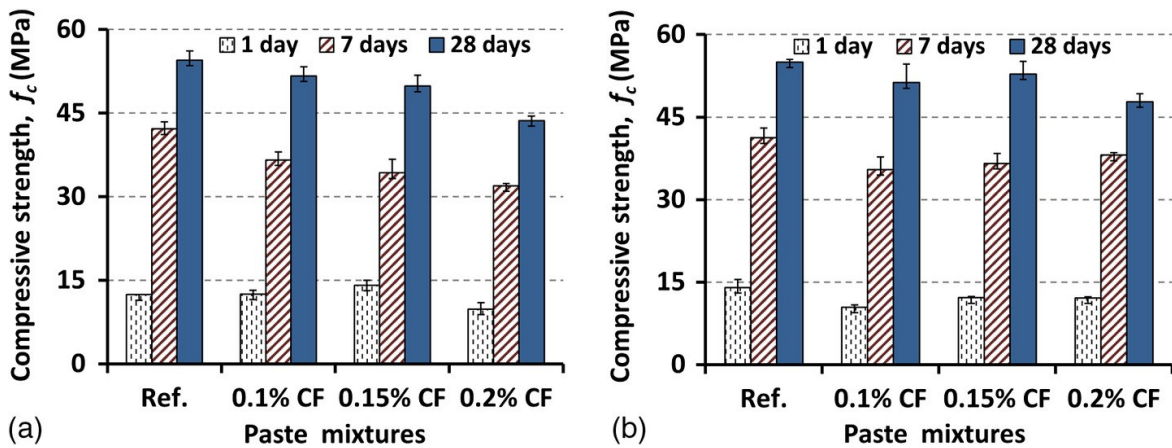 Compressive strength, f_c (MPa)
60
45
30
15
0
1 day 7 days 28 days
Ref. 0.1% CF 0.15% CF 0.2% CF
Paste mixtures
(a)
Compressive strength, f_c (MPa)
60
45
30
15
0
1 day 7 days 28 days
Ref. 0.1% CF 0.15% CF 0.2% CF
Paste mixtures
(b)